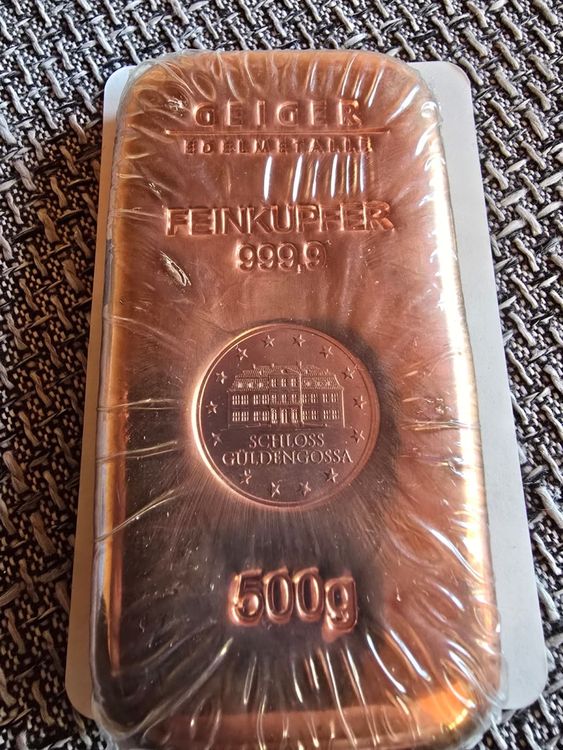 GEIGER
EDELMETALLE
FEINKUPFER
999,9
SCHLOSS
GÜLDENGOSSA
500g